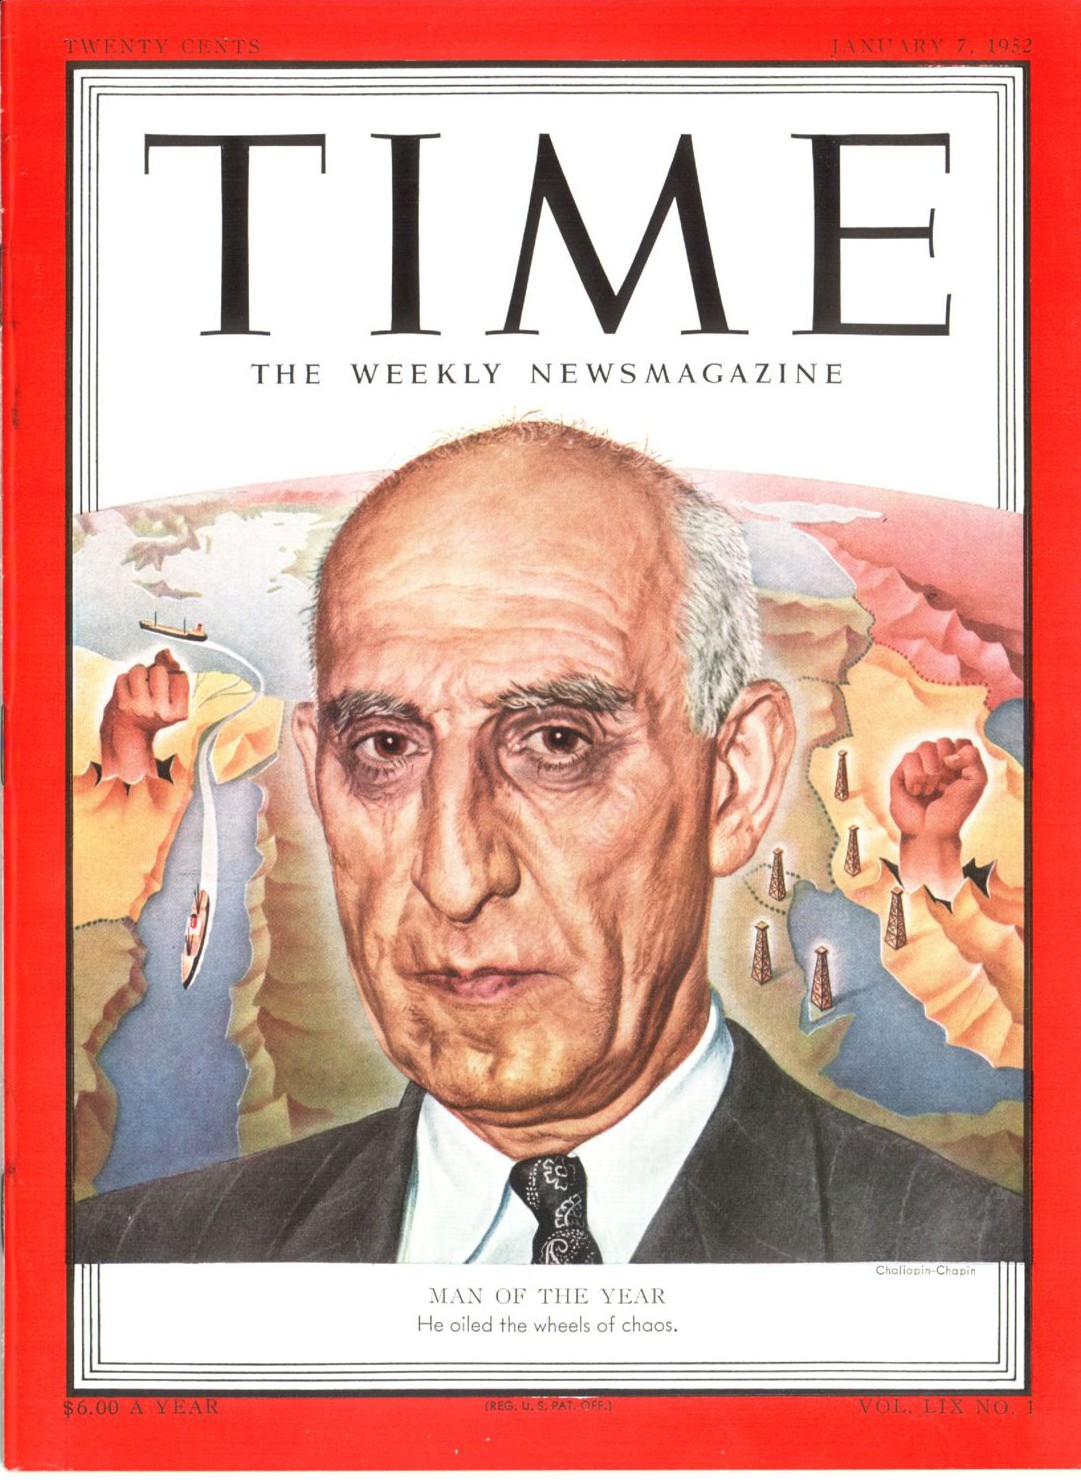 TWENTY CENTS
JANUARY 7, 1952
TIME
THE WEEKLY NEWSMAGAZINE
Chaliapin-Chapin
MAN OF THE YEAR
He oiled the wheels of chaos.
$6.00 A YEAR
(REG. U. S. PAT. OFF.)
VOL. LIX NO. 1